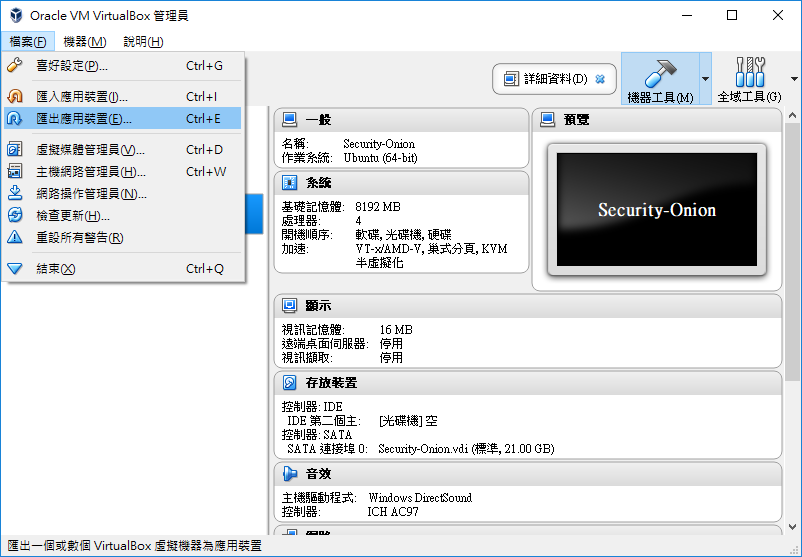 Oracle VM VirtualBox 管理員
檔案(F) 機器(M) 說明(H)
喜好設定(P)... Ctrl+G
匯入應用裝置(I)... Ctrl+I
匯出應用裝置(E)... Ctrl+E
虛擬媒體管理員(V)... Ctrl+D
主機網路管理員(H)... Ctrl+W
網路操作管理員(N)...
檢查更新(H)...
重設所有警告(R)
結束(X) Ctrl+Q
詳細資料(D)
機器工具(M)
全域工具(G)
一般
名稱: Security-Onion
作業系統: Ubuntu (64-bit)
預覽
Security-Onion
系統
基礎記憶體: 8192 MB
處理器: 4
開機順序: 軟碟, 光碟機, 硬碟
加速: VT-x/AMD-V, 巢式分頁, KVM
半虛擬化
顯示
視訊記憶體: 16 MB
遠端桌面伺服器: 停用
視訊擷取: 停用
存放裝置
控制器: IDE
IDE 第二個主: [光碟機] 空
控制器: SATA
SATA 連接埠 0: Security-Onion.vdi (標準, 21.00 GB)
音效
主機驅動程式: Windows DirectSound
控制器: ICH AC97
匯出一個或數個 VirtualBox 虛擬機器為應用裝置